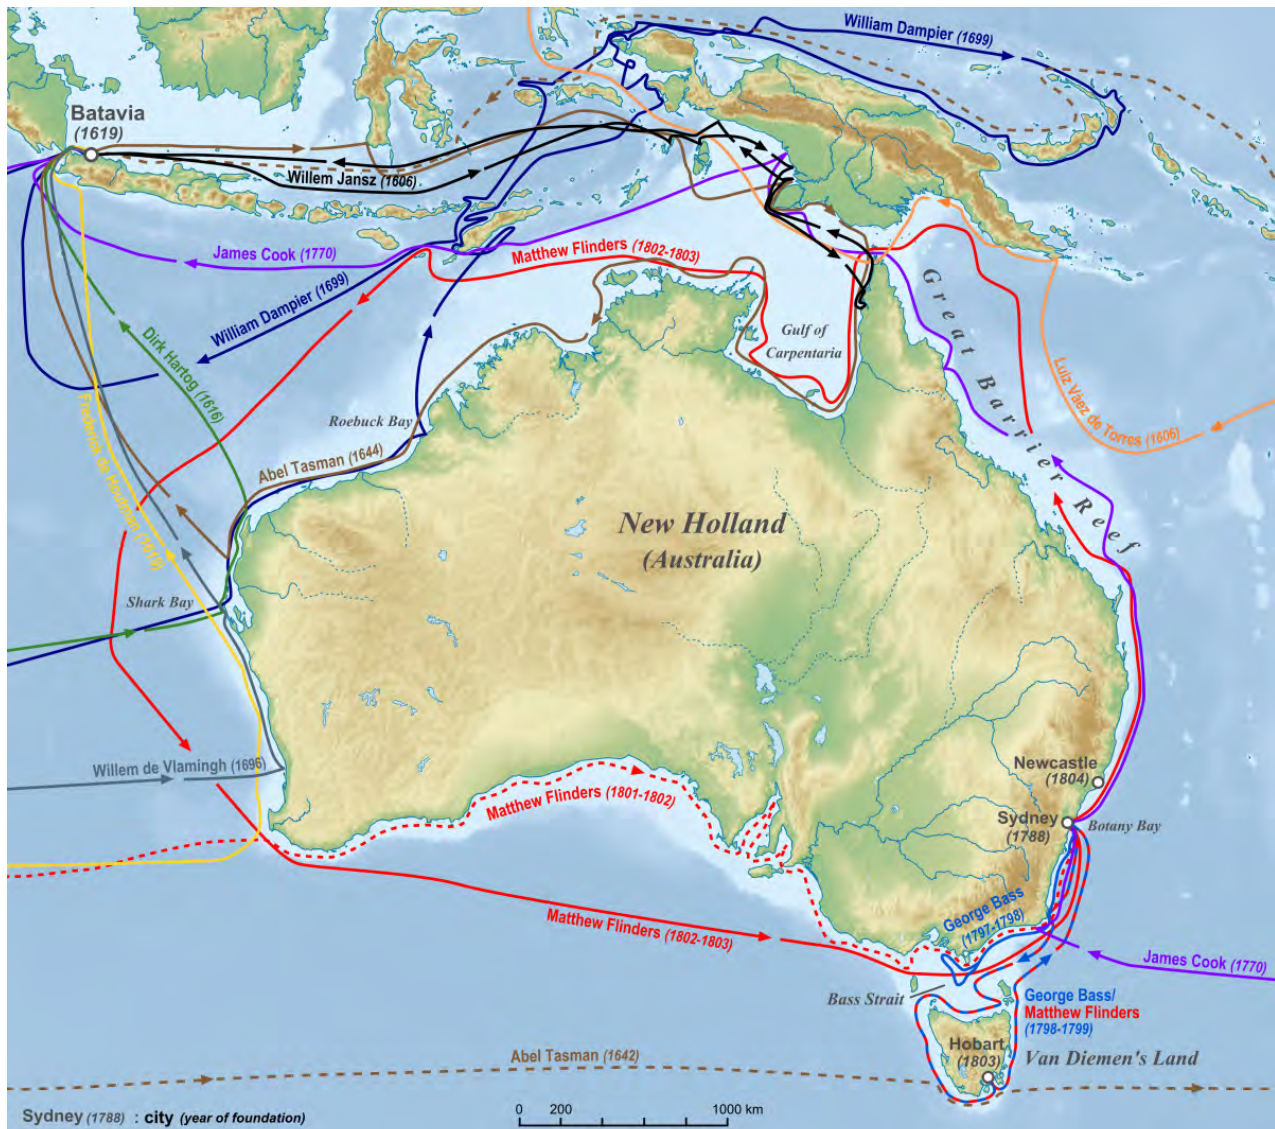 William Dampier (1699)
Batavia
(1619)
Willem Jansz (1606)
James Cook (1770)
Matthew Flinders (1802-1803)
William Dampier (1699)
Great Barrier Reef
Gulf of
Carpentaria
Dirk Hartog (1616)
Luiz Váez de Torres (1606)
Frederick de Houtman (1619)
Roebuck Bay
Abel Tasman (1644)
New Holland
(Australia)
Shark Bay
Willem de Vlamingh (1696)
Newcastle
(1804)
Matthew Flinders (1801-1802)
Sydney
(1788)
Botany Bay
George Bass
(1797-1798)
Matthew Flinders (1802-1803)
James Cook (1770)
Bass Strait
George Bass/
Matthew Flinders
(1798-1799)
Hobart
(1803)
Van Diemen's Land
Abel Tasman (1642)
Sydney (1788) : city (year of foundation)
0 200 1000 km